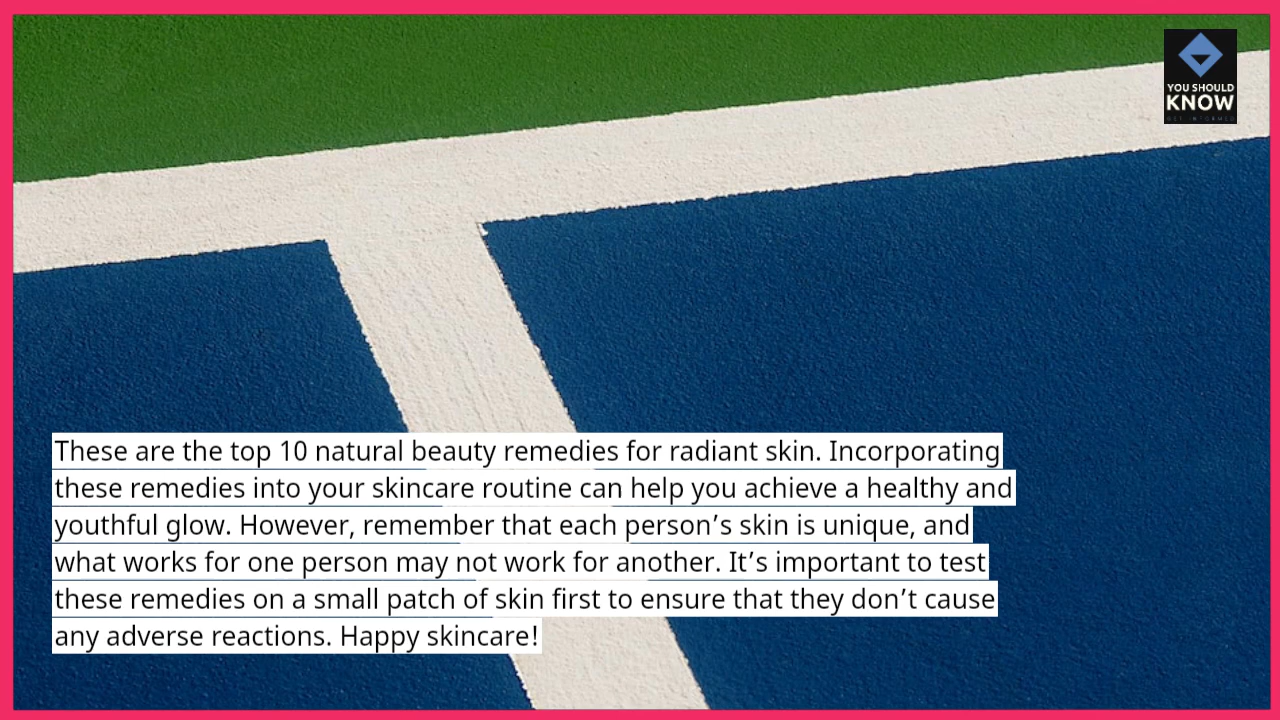 YOU SHOULD
KNOW
GET INFORMED
These are the top 10 natural beauty remedies for radiant skin. Incorporating
these remedies into your skincare routine can help you achieve a healthy and
youthful glow. However, remember that each person’s skin is unique, and
what works for one person may not work for another. It’s important to test
these remedies on a small patch of skin first to ensure that they don’t cause
any adverse reactions. Happy skincare!